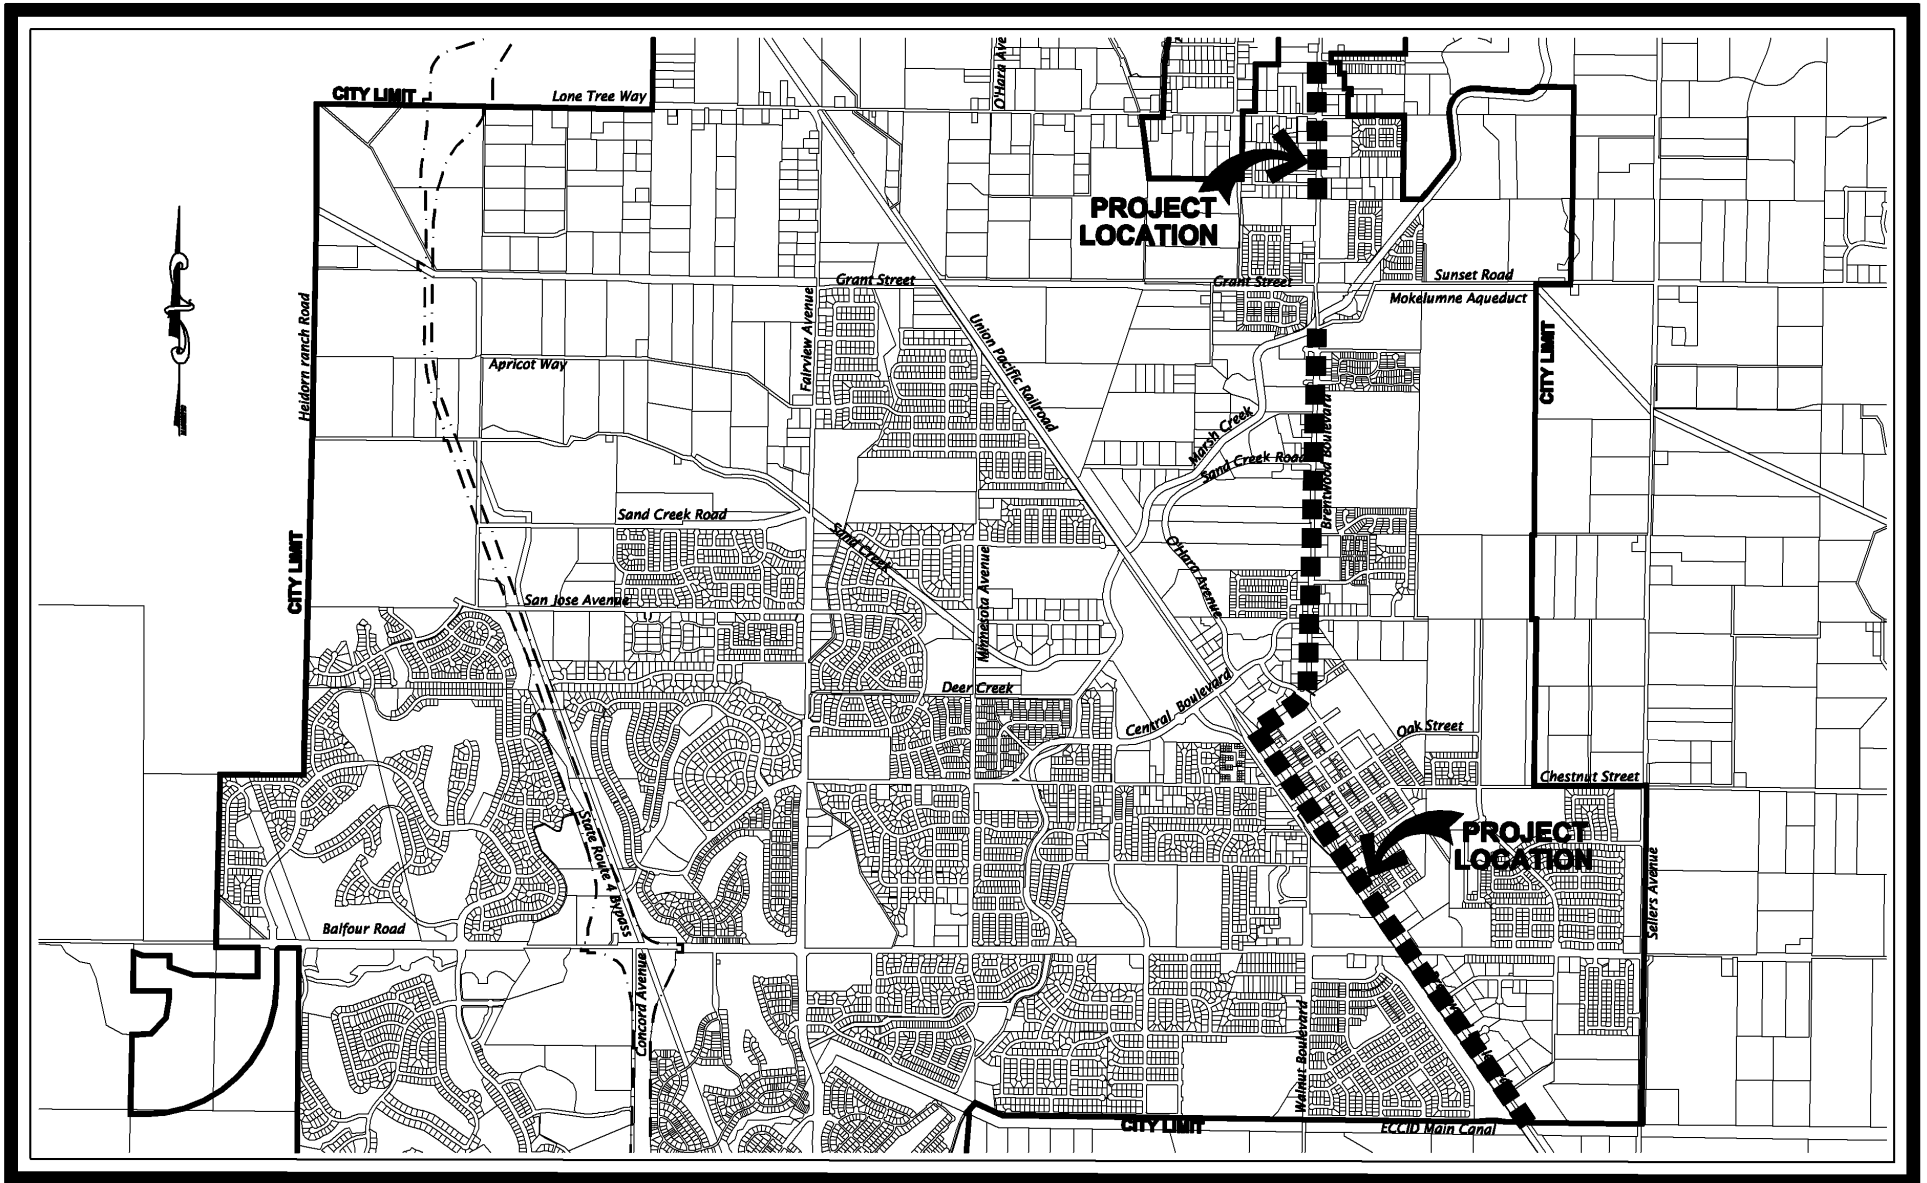 O'Hara Ave
CITY LIMIT
Lone Tree Way
PROJECT
LOCATION
Grant Street
Grant Street
Sunset Road
Mokelumne Aqueduct
Heidorn ranch Road
Fairview Avenue
Union Pacific Railroad
CITY LIMIT
Apricot Way
Marsh Creek
Sand Creek Road
Brentwood Boulevard
Sand Creek Road
Sand Creek
O'Hara Avenue
CITY LIMIT
San Jose Avenue
Minnesota Avenue
Deer Creek
Central Boulevard
Oak Street
Chestnut Street
State Route 4 Bypass
PROJECT
LOCATION
Sellers Avenue
Balfour Road
Concord Avenue
Walnut Boulevard
CITY LIMIT
ECCID Main Canal